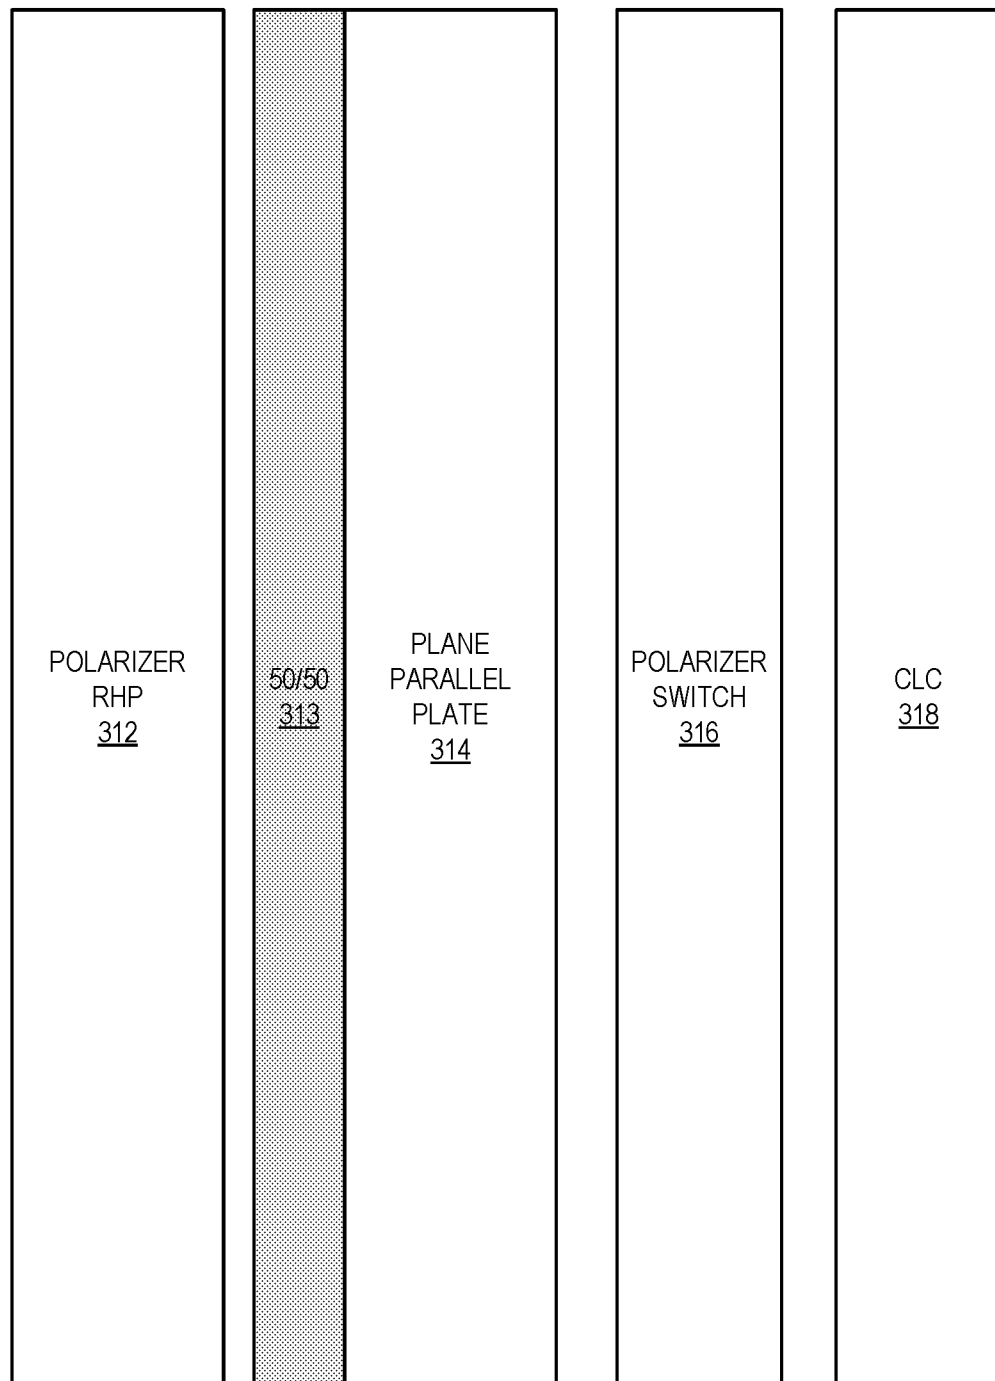 POLARIZER
RHP
312
50/50
313
PLANE
PARALLEL
PLATE
314
POLARIZER
SWITCH
316
CLC
318